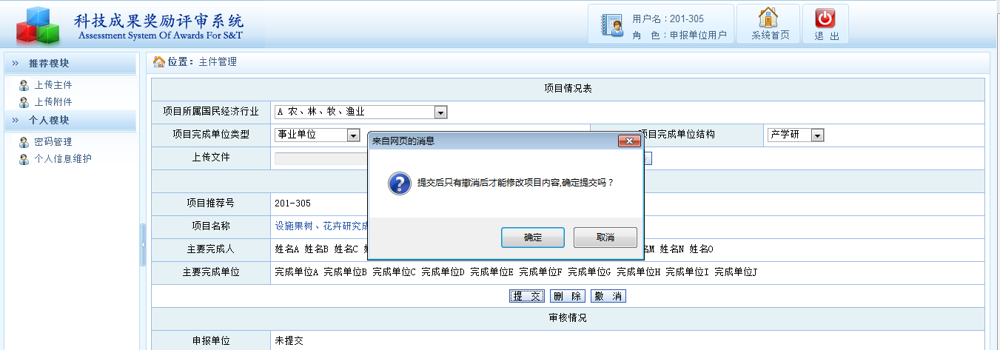 科技成果奖励评审系统
Assessment System Of Awards For S&T
用户名：201-305
角　色：申报单位用户
系统首页
退 出
推荐模块
上传主件
上传附件
个人模块
密码管理
个人信息维护
位置：主件管理
项目情况表
项目所属国民经济行业 A 农、林、牧、渔业
项目完成单位类型 事业单位 项目完成单位结构 产学研
上传文件
来自网页的消息
提交后只有撤消后才能修改项目内容,确定提交吗？
确定 取消
项目推荐号 201-305
项目名称 设施果树、花卉研究
主要完成人 姓名A 姓名B 姓名C 姓名N 姓名O
主要完成单位 完成单位A 完成单位B 完成单位C 完成单位D 完成单位E 完成单位F 完成单位G 完成单位H 完成单位I 完成单位J
提 交 删 除 撤 消
审核情况
申报单位 未提交